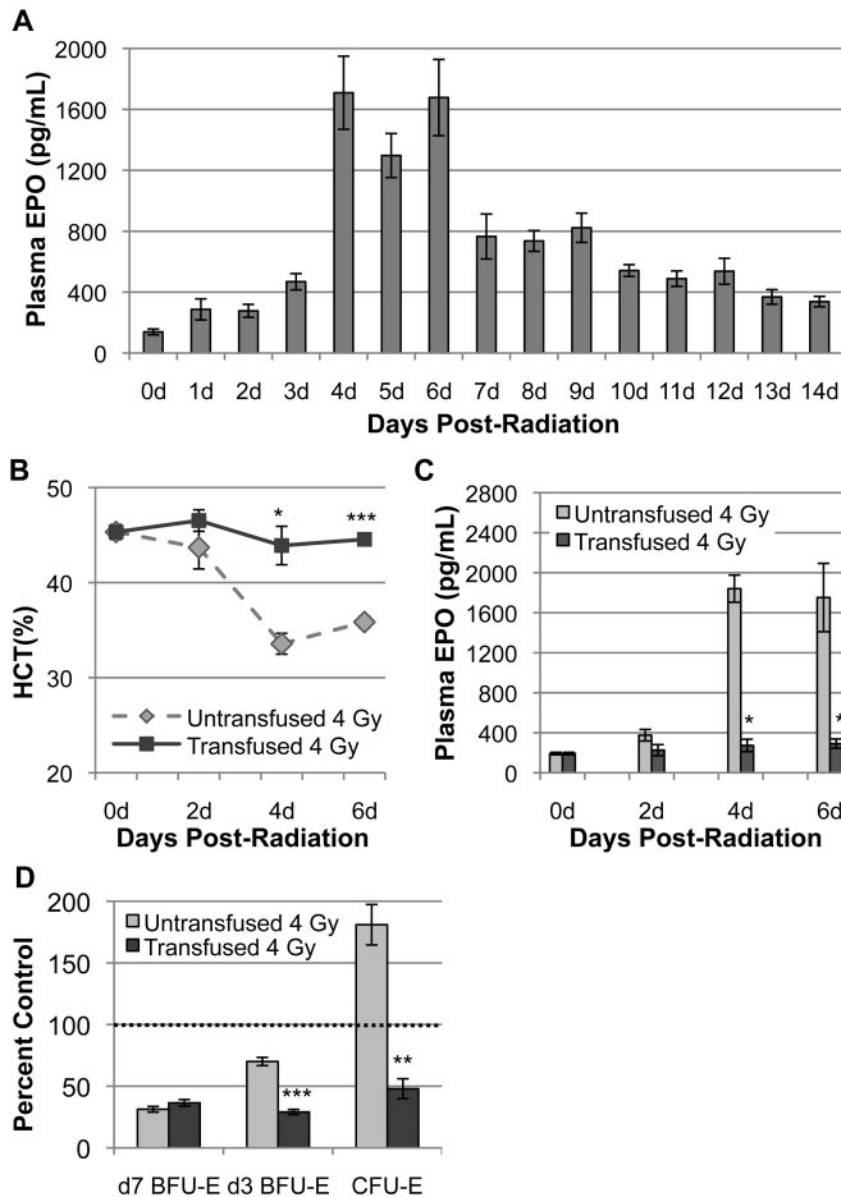 A
Plasma EPO (pg/mL)
2000
1600
1200
800
400
0
0d 1d 2d 3d 4d 5d 6d 7d 8d 9d 10d 11d 12d 13d 14d
Days Post-Radiation
B
HCT(%)
50
40
30
20
* ***
Untransfused 4 Gy
Transfused 4 Gy
0d 2d 4d 6d
Days Post-Radiation
C
Plasma EPO (pg/mL)
2800
2400
2000
1600
1200
800
400
0
Untransfused 4 Gy
Transfused 4 Gy
* *
0d 2d 4d 6d
Days Post-Radiation
D
Percent Control
200
150
100
50
0
Untransfused 4 Gy
Transfused 4 Gy
*** **
d7 BFU-E d3 BFU-E CFU-E